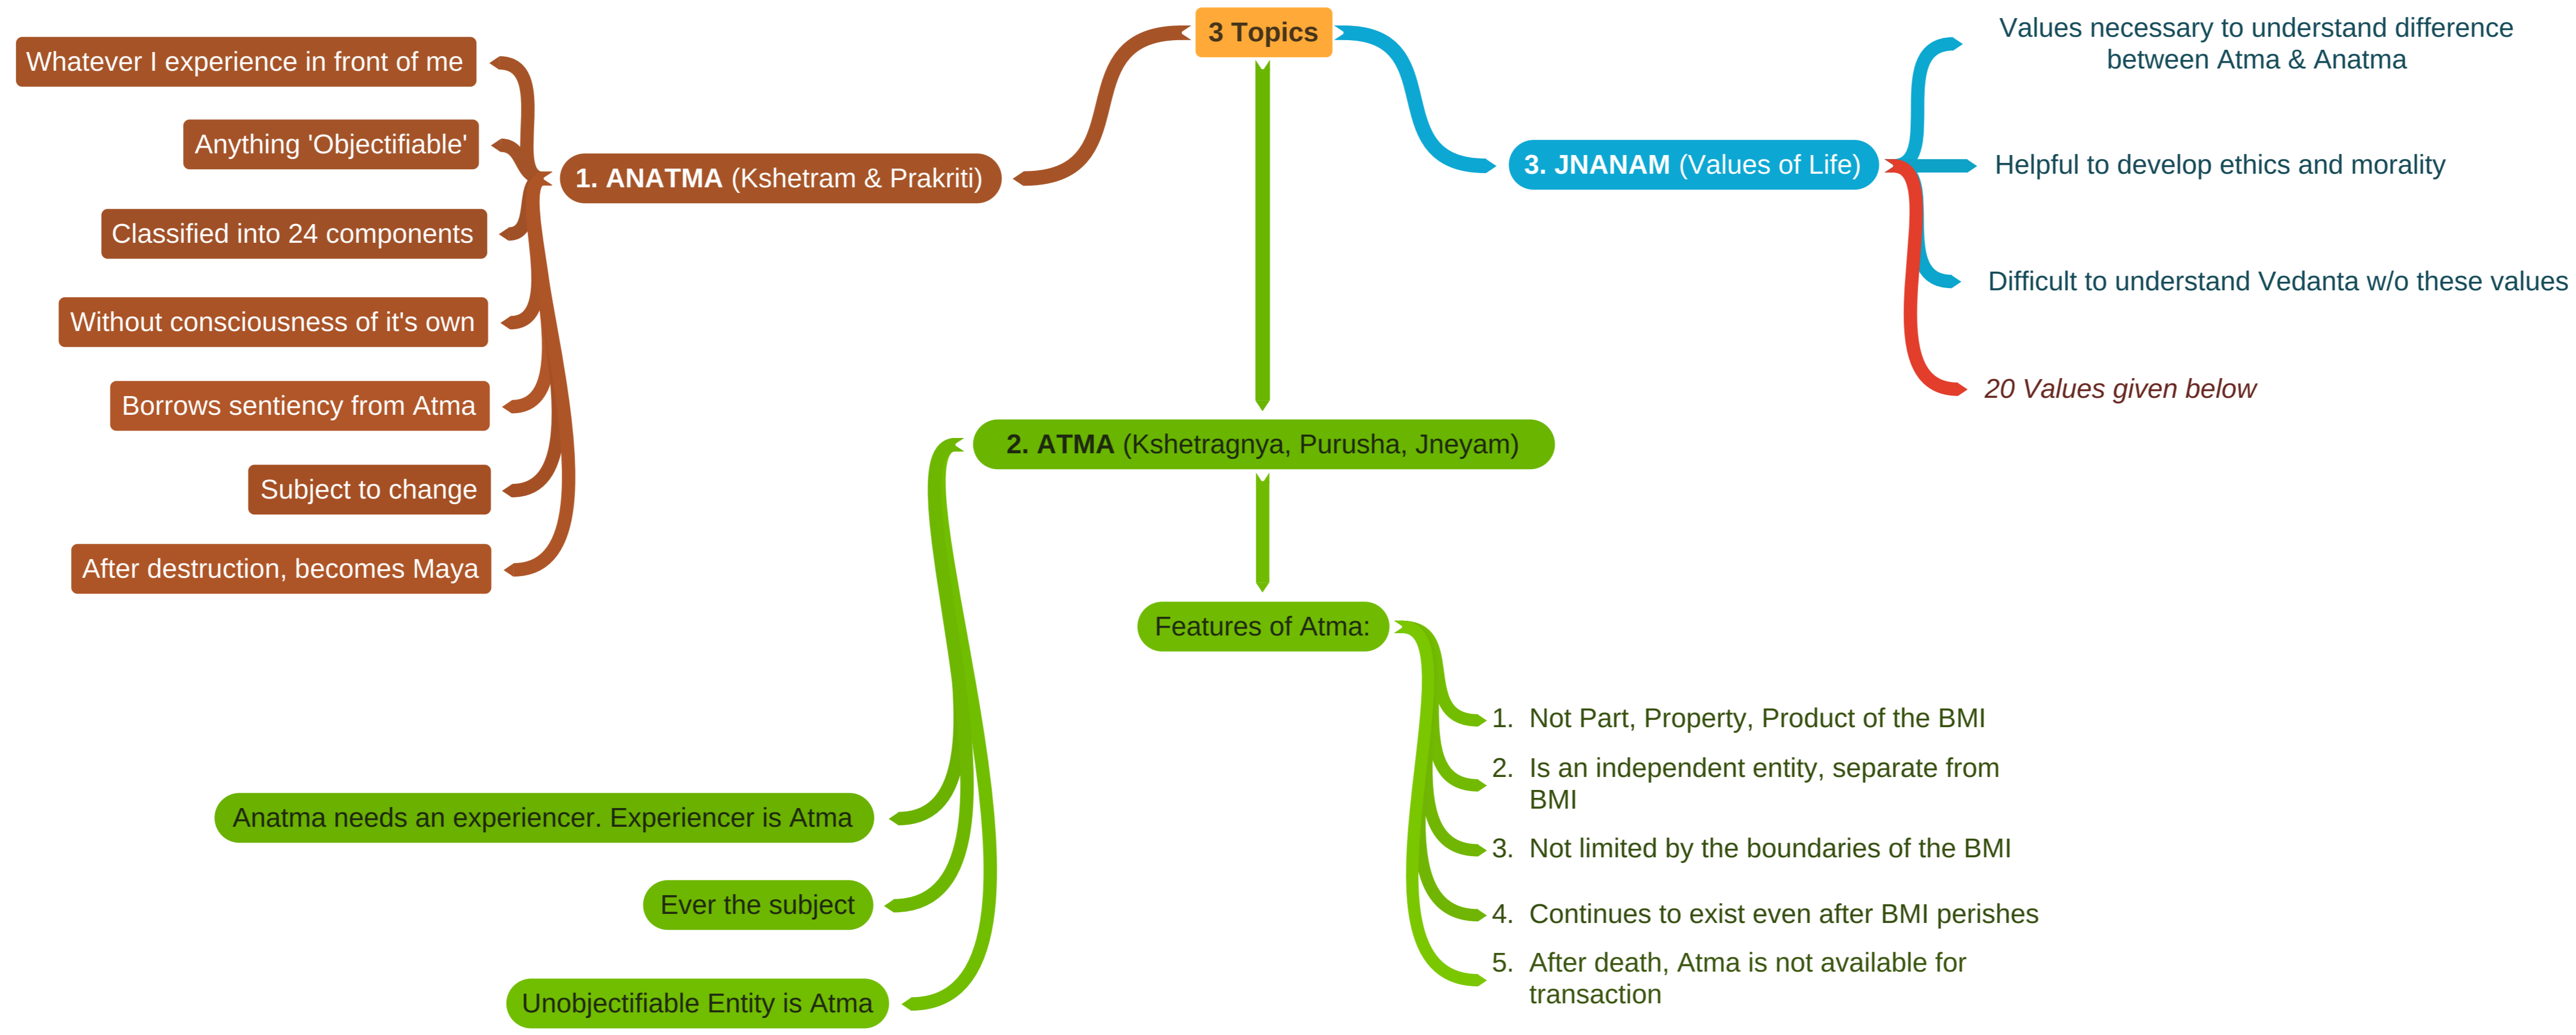 3 Topics
1. ANATMA (Kshetram & Prakriti)
Whatever I experience in front of me
Anything 'Objectifiable'
Classified into 24 components
Without consciousness of it's own
Borrows sentiency from Atma
Subject to change
After destruction, becomes Maya
2. ATMA (Kshetragnya, Purusha, Jneyam)
Anatma needs an experiencer. Experiencer is Atma
Ever the subject
Unobjectifiable Entity is Atma
Features of Atma:
1. Not Part, Property, Product of the BMI
2. Is an independent entity, separate from
BMI
3. Not limited by the boundaries of the BMI
4. Continues to exist even after BMI perishes
5. After death, Atma is not available for
transaction
3. JNANAM (Values of Life)
Values necessary to understand difference
between Atma & Anatma
Helpful to develop ethics and morality
Difficult to understand Vedanta w/o these values
20 Values given below